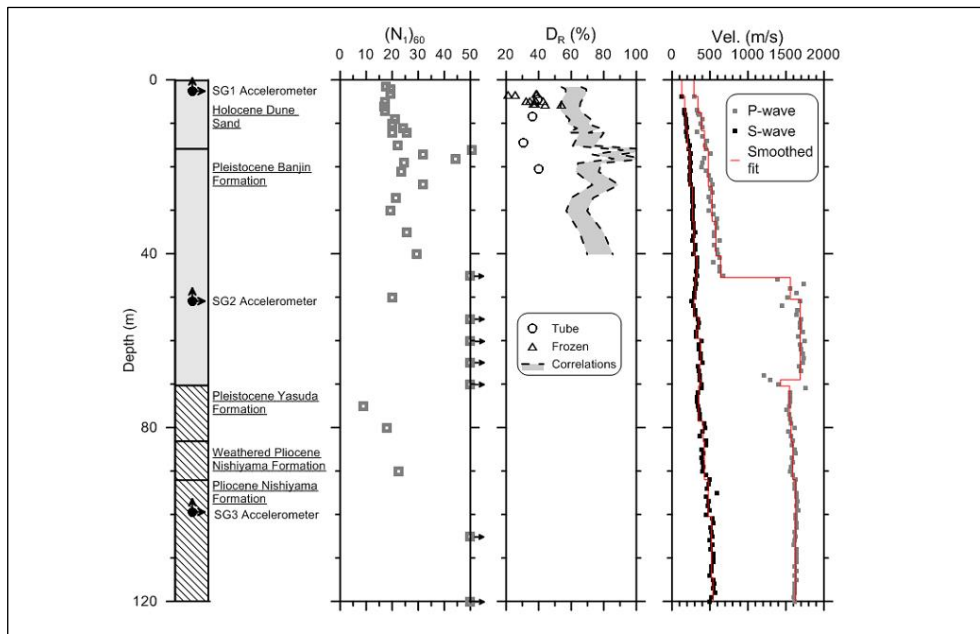 (N1)60
DR (%)
Vel. (m/s)
0 10 20 30 40 50
20 40 60 80 100
0 500 1000 1500 2000
0
SG1 Accelerometer
Holocene Dune
Sand
P-wave
S-wave
Smoothed
fit
Pleistocene Banjin
Formation
40
Depth (m)
SG2 Accelerometer
Tube
Frozen
Correlations
Pleistocene Yasuda
Formation
80
Weathered Pliocene
Nishiyama Formation
Pliocene Nishiyama
Formation
SG3 Accelerometer
120